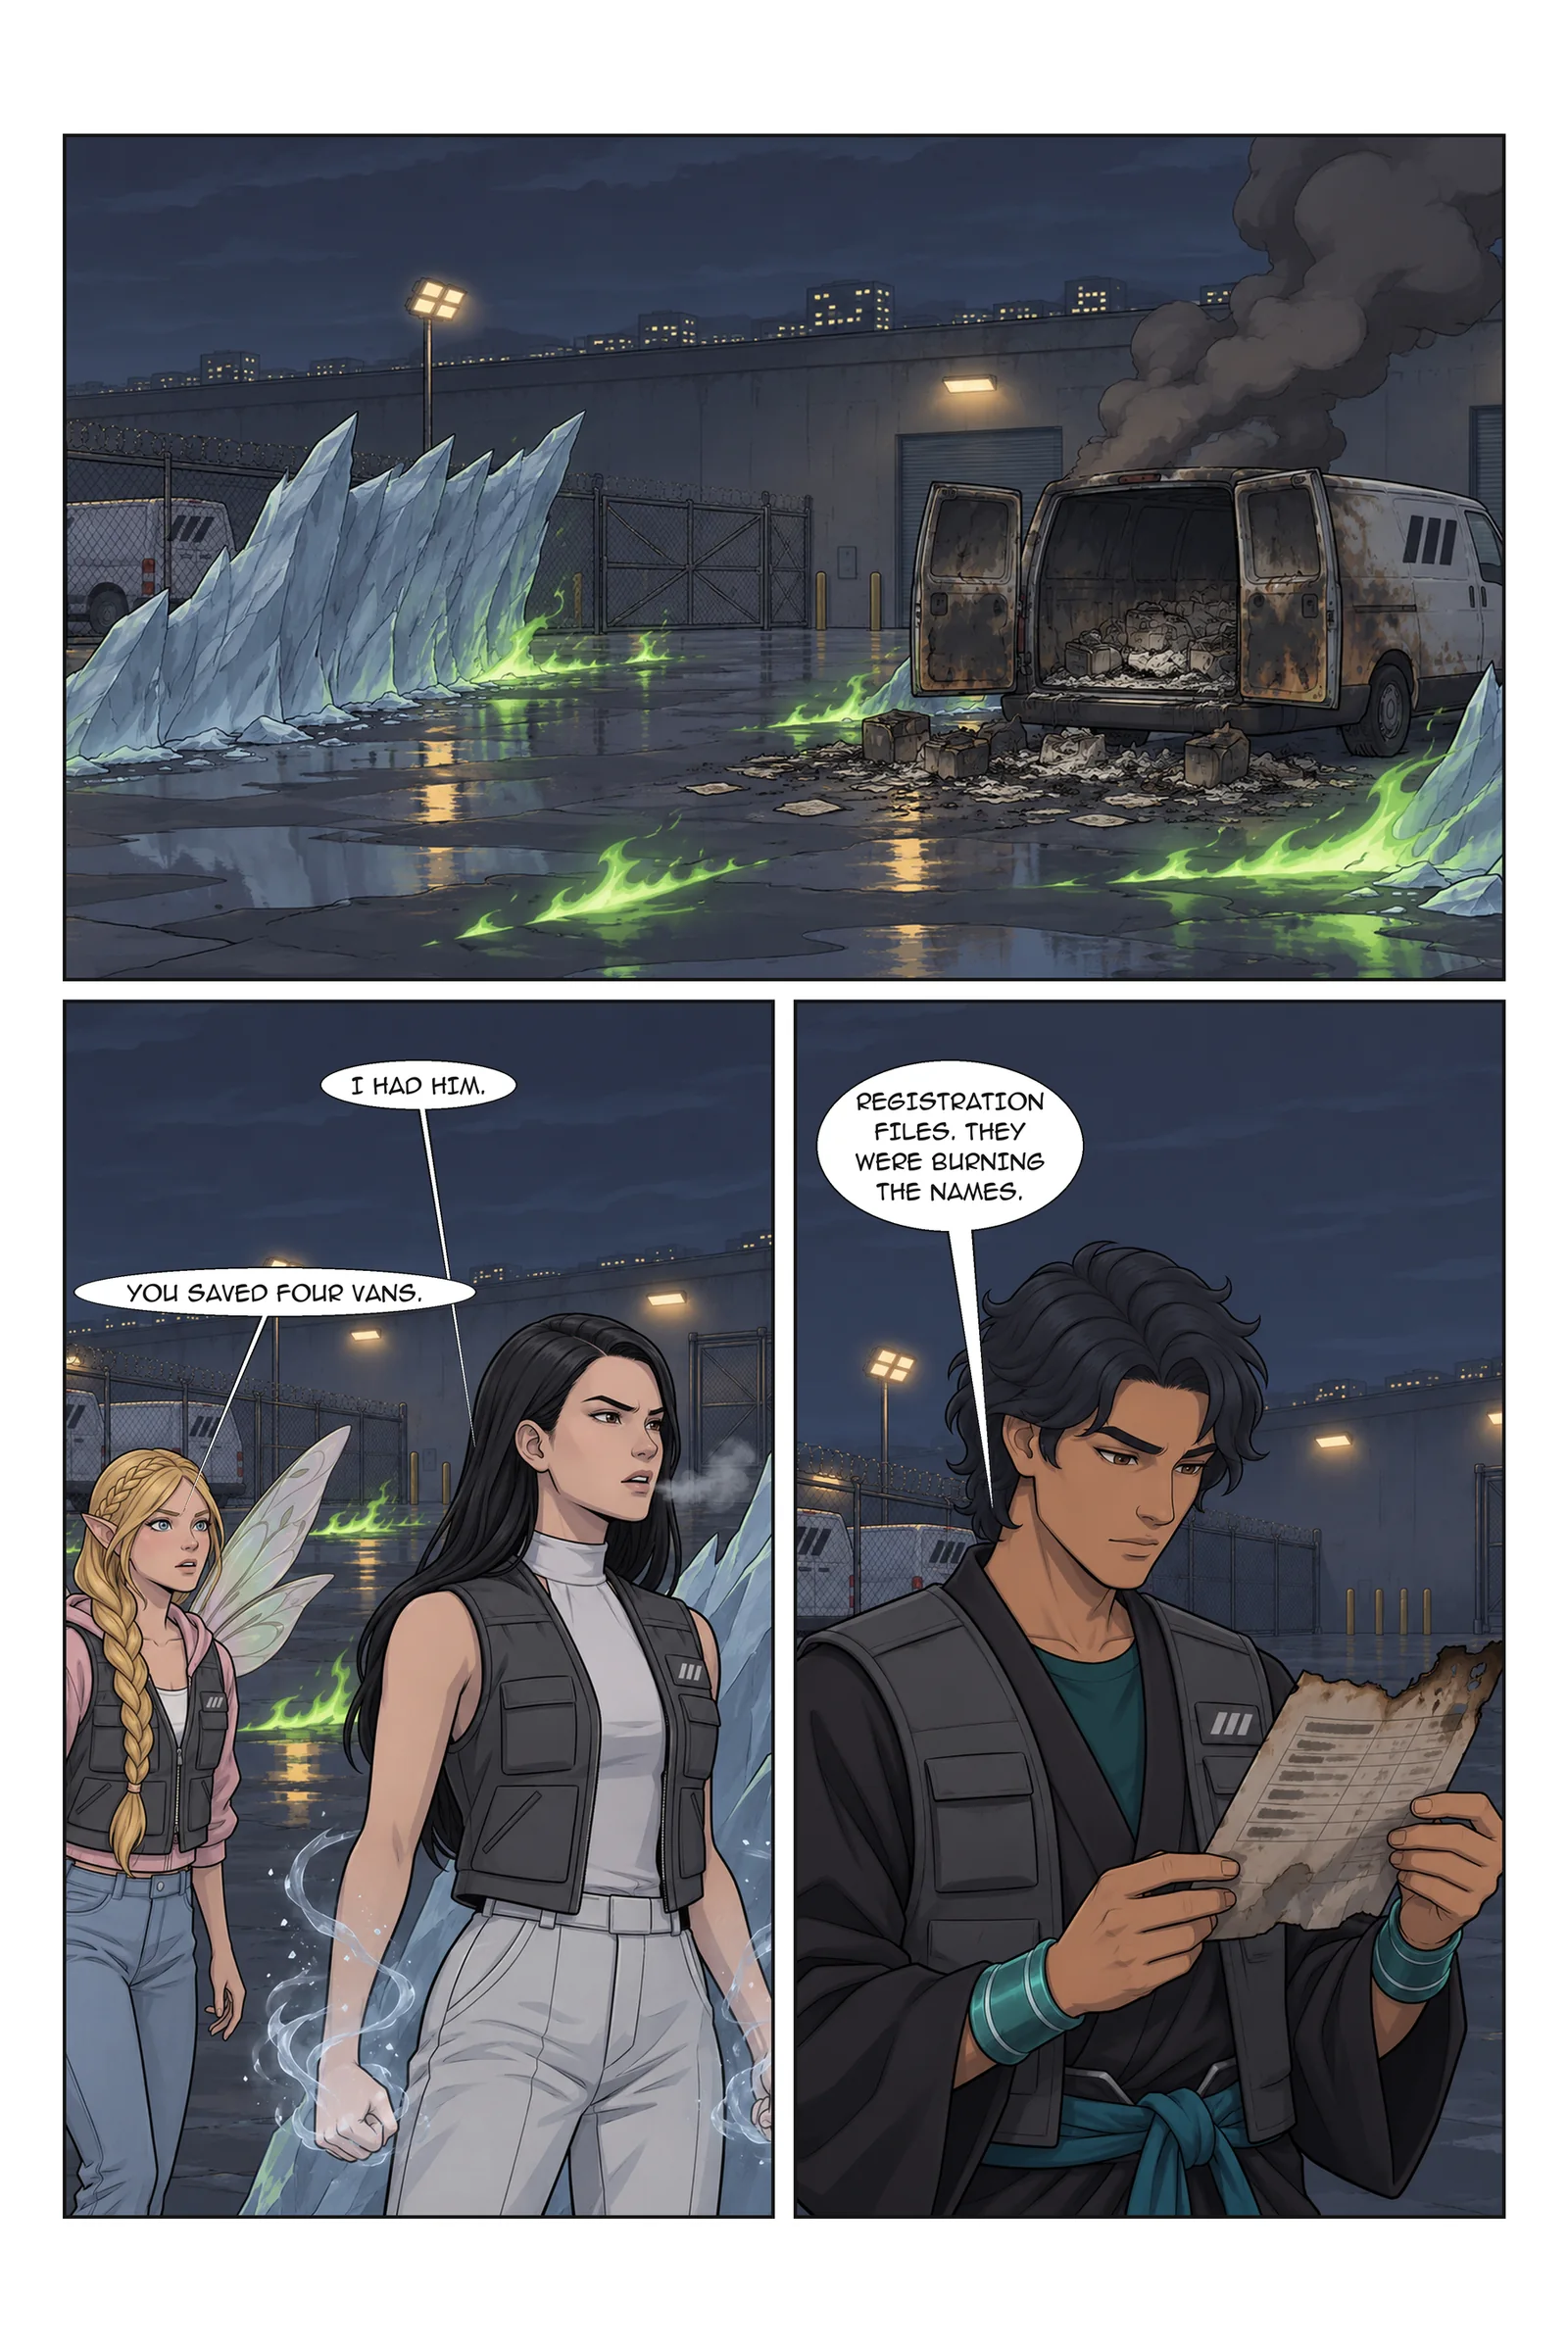 I HAD HIM.
YOU SAVED FOUR VANS.
REGISTRATION
FILES. THEY
WERE BURNING
THE NAMES.